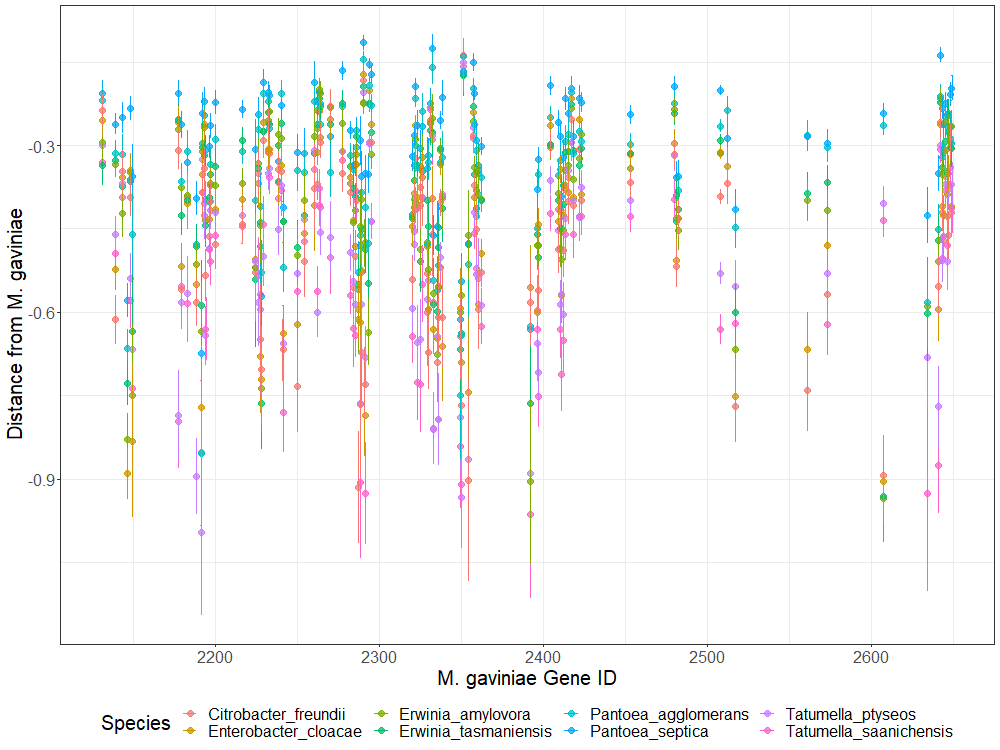 Distance from M. gaviniae
-0.3
-0.6
-0.9
2200 2300 2400 2500 2600
M. gaviniae Gene ID
Species
Citrobacter_freundii Erwinia_amylovora Pantoea_agglomerans Tatumella_ptyseos
Enterobacter_cloacae Erwinia_tasmaniensis Pantoea_septica Tatumella_saanichensis